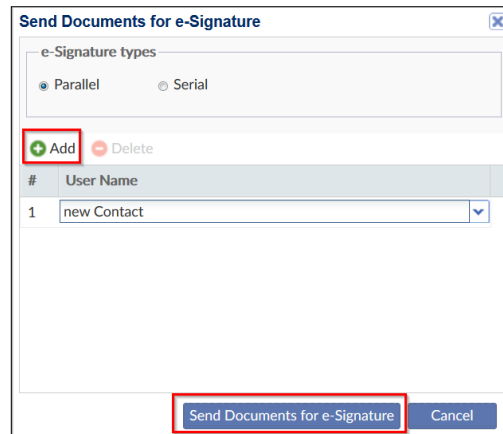 Send Documents for e-Signature
e-Signature types
Parallel Serial
Add Delete
# User Name
1 new Contact
Send Documents for e-Signature Cancel